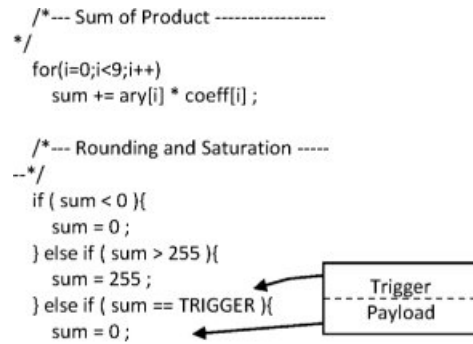 /*--- Sum of Product -----------------
*/
for(i=0;i<9;i++)
sum += ary[i] * coeff[i] ;
/*--- Rounding and Saturation -----
--*/
if ( sum < 0 ){
sum = 0 ;
} else if ( sum > 255 ){
sum = 255 ;
} else if ( sum == TRIGGER ){
sum = 0 ;
Trigger
Payload